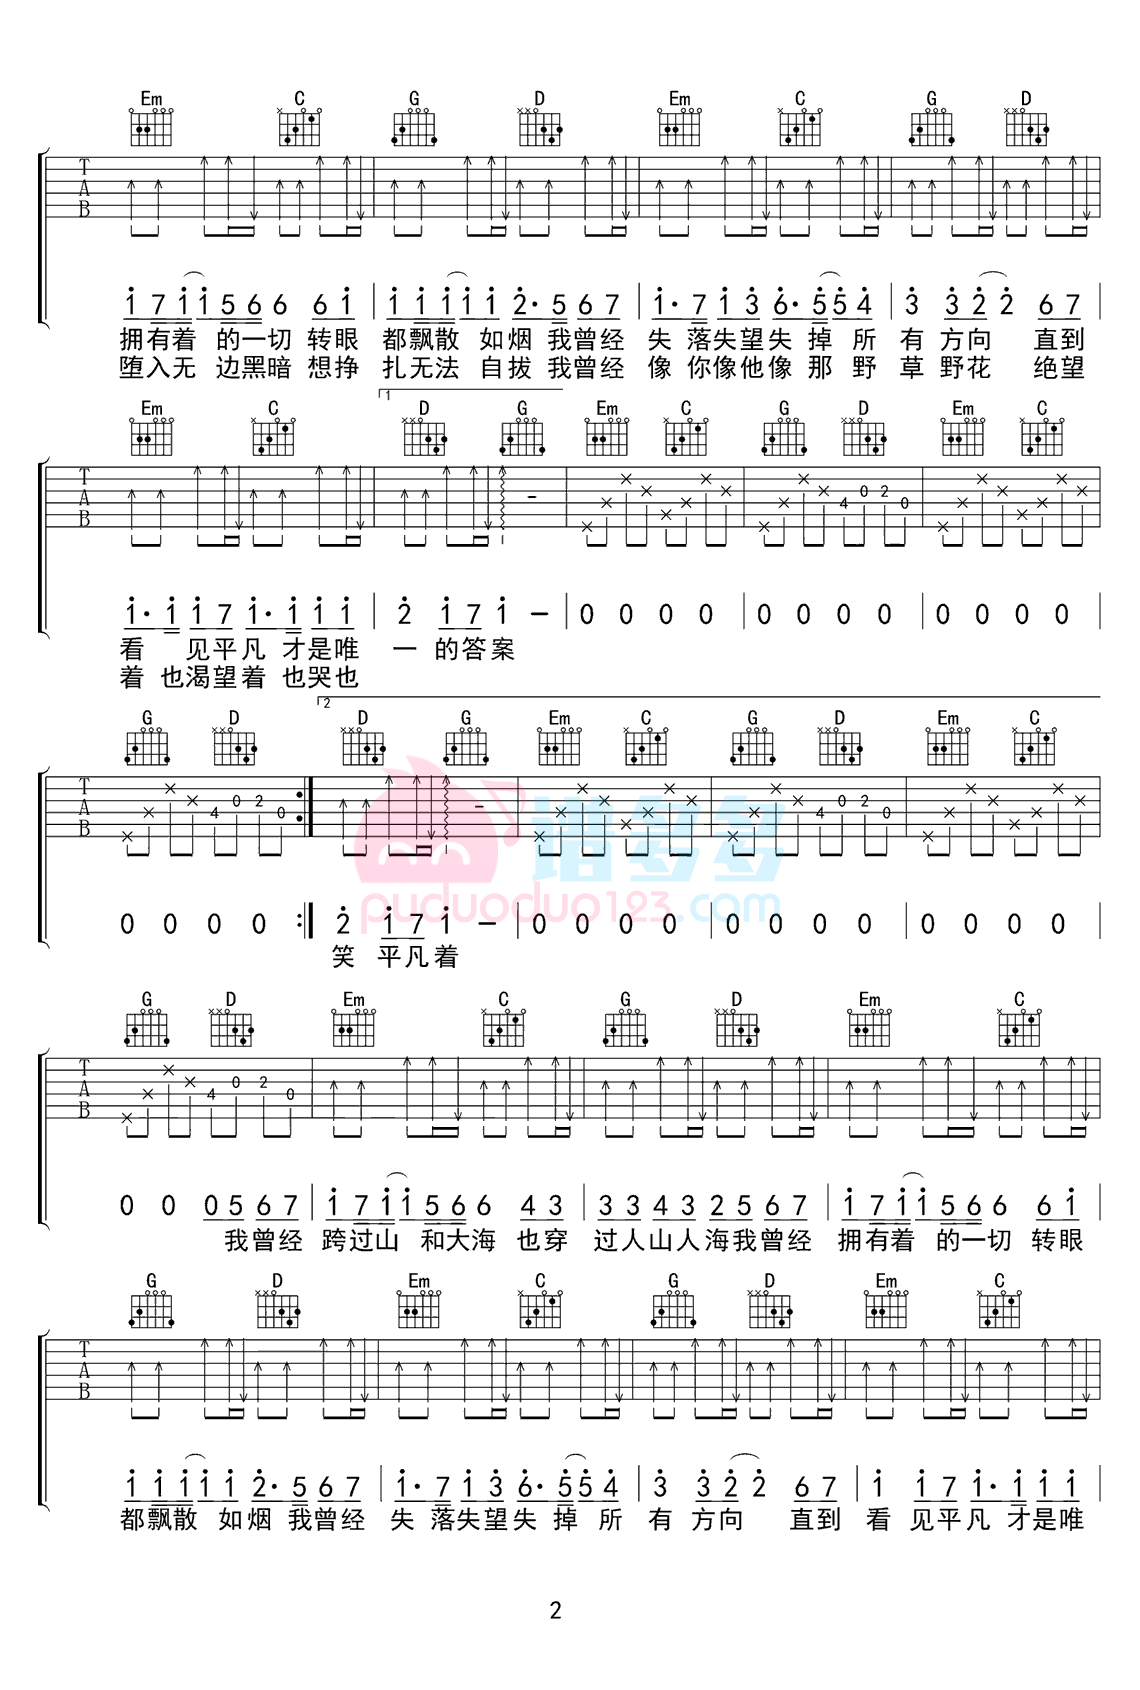 Em C G D Em C G D
T
A
B
1 7 1 1 5 6 6 6 1 | 1 1 1 1 1 2· 5 6 7 | 1· 7 1 3 6· 5 5 4 | 3 3 2 2 6 7 |
拥有着 的一切 转眼 都飘散 如烟 我曾经 失 落失望失 掉 所 有 方向 直到
堕入无 边黑暗 想挣 扎无法 自拔 我曾经 像 你像他像 那 野 草 野花 绝望
1
Em C D G Em C G D Em C
T
A
B
4 0 2 0
1· 1 1 7 1· 1 1 1 | 2 1 7 1 – | 0 0 0 0 | 0 0 0 0 | 0 0 0 0 |
看 见平凡 才是唯 一 的答案
着 也渴望着 也哭也
2
G D D G Em C G D Em C
T
A
B
4 0 2 0 4 0 2 0
谱多多
puduoduo123.com
0 0 0 0 :| 2 1 7 1 – | 0 0 0 0 | 0 0 0 0 | 0 0 0 0 |
笑 平凡着
G D Em C G D Em C
T
A
B
4 0 2 0
0 0 0 5 6 7 | 1 7 1 1 5 6 6 4 3 | 3 3 4 3 2 5 6 7 | 1 7 1 1 5 6 6 6 1 |
我曾经 跨过山 和大海 也穿 过人山人海我曾经 拥有着 的一切 转眼
G D Em C G D Em C
T
A
B
1 1 1 1 1 2· 5 6 7 | 1· 7 1 3 6· 5 5 4 | 3 3 2 2 6 7 | 1 1 7 1· 1 1 1 |
都飘散 如烟 我曾经 失 落失望失 掉 所 有 方向 直到 看 见平凡 才是唯
2